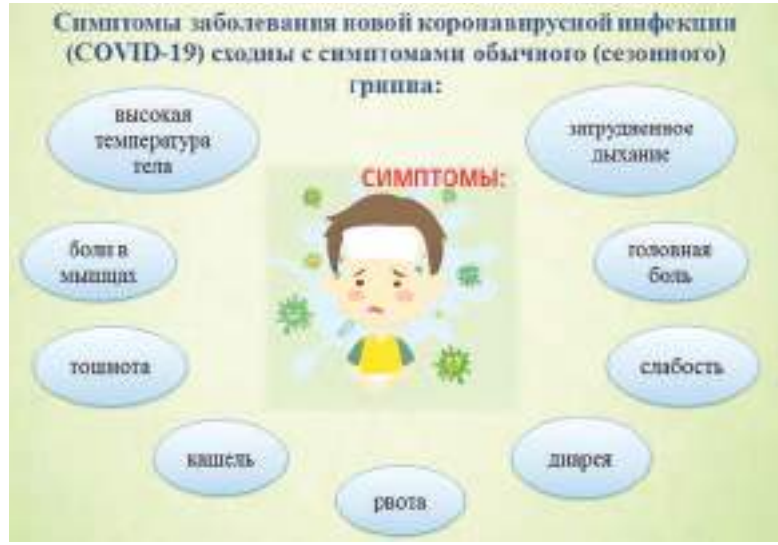 Симптомы заболевания новой коронавирусной инфекции
(COVID-19) сходны с симптомами обычного (сезонного)
гриппа:
высокая
температура
тела
затрудненное
дыхание
СИМПТОМЫ:
боли в
мышцах
головная
боль
тошнота
слабость
кашель
диарея
рвота